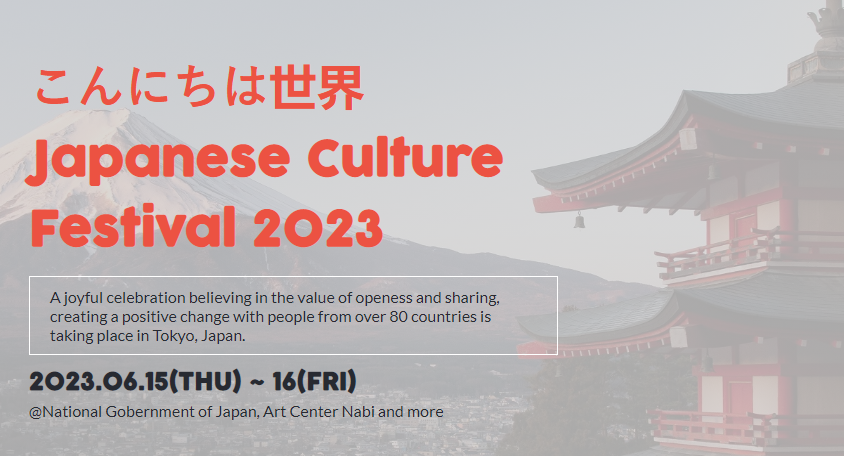 こんにちは世界
Japanese Culture
Festival 2023
A joyful celebration believing in the value of openess and sharing,
creating a positive change with people from over 80 countries is
taking place in Tokyo, Japan.
2023.06.15(THU) ~ 16(FRI)
@National Gobernment of Japan, Art Center Nabi and more